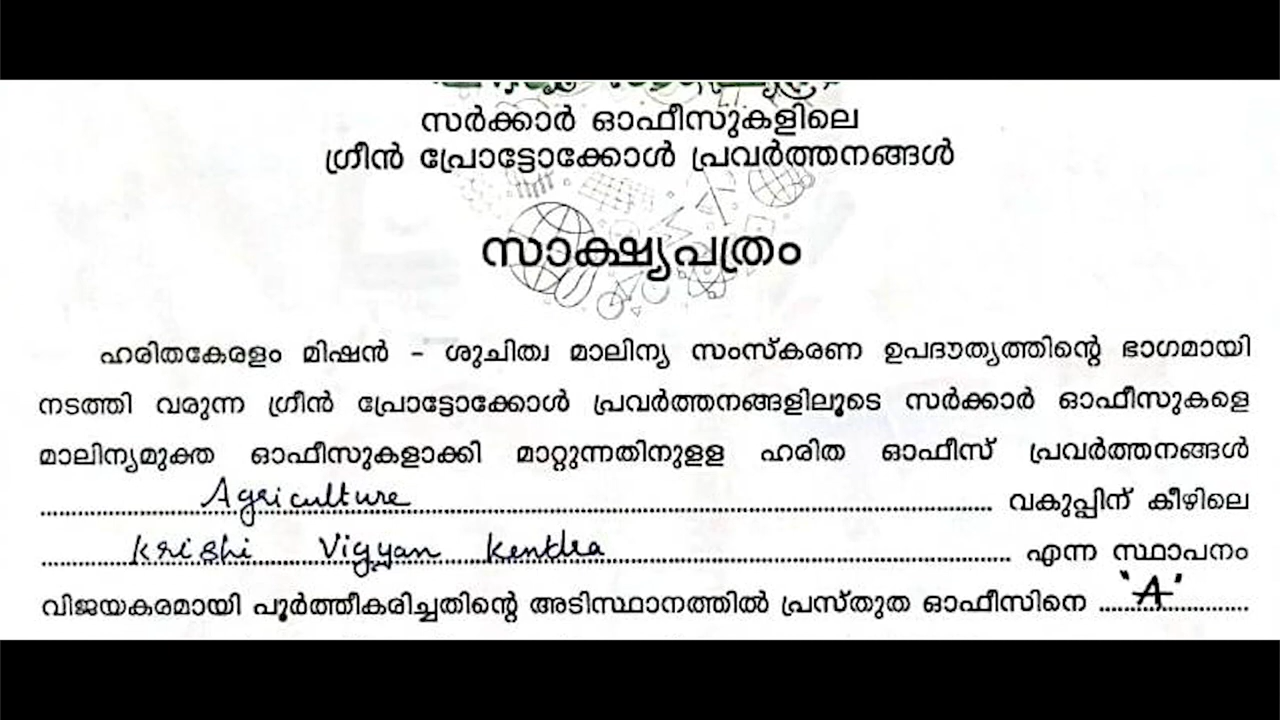 സർക്കാർ ഓഫീസുകളിലെ
ഗ്രീൻ പ്രോട്ടോക്കോൾ പ്രവർത്തനങ്ങൾ
സാക്ഷ്യപത്രം
ഹരിതകേരളം മിഷൻ - ശുചിത്വ മാലിന്യ സംസ്കരണ ഉപദൗത്യത്തിന്റെ ഭാഗമായി
നടത്തി വരുന്ന ഗ്രീൻ പ്രോട്ടോക്കോൾ പ്രവർത്തനങ്ങളിലൂടെ സർക്കാർ ഓഫീസുകളെ
മാലിന്യമുക്ത ഓഫീസുകളാക്കി മാറ്റുന്നതിനുളള ഹരിത ഓഫീസ് പ്രവർത്തനങ്ങൾ
Agriculture വകുപ്പിന് കീഴിലെ
Krishi Vigyan Kendra എന്ന സ്ഥാപനം
വിജയകരമായി പൂർത്തീകരിച്ചതിന്റെ അടിസ്ഥാനത്തിൽ പ്രസ്തുത ഓഫീസിനെ "A"